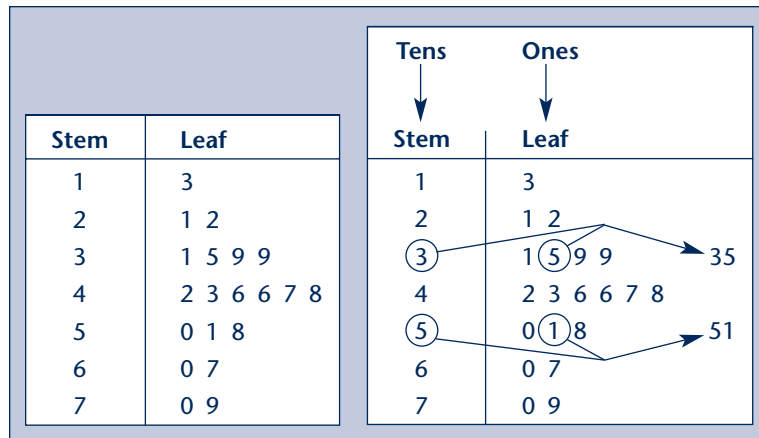 Stem Leaf
1 3
2 1 2
3 1 5 9 9
4 2 3 6 6 7 8
5 0 1 8
6 0 7
7 0 9
Tens Ones
Stem Leaf
1 3
2 1 2
3 1 5 9 9 35
4 2 3 6 6 7 8
5 0 1 8 51
6 0 7
7 0 9